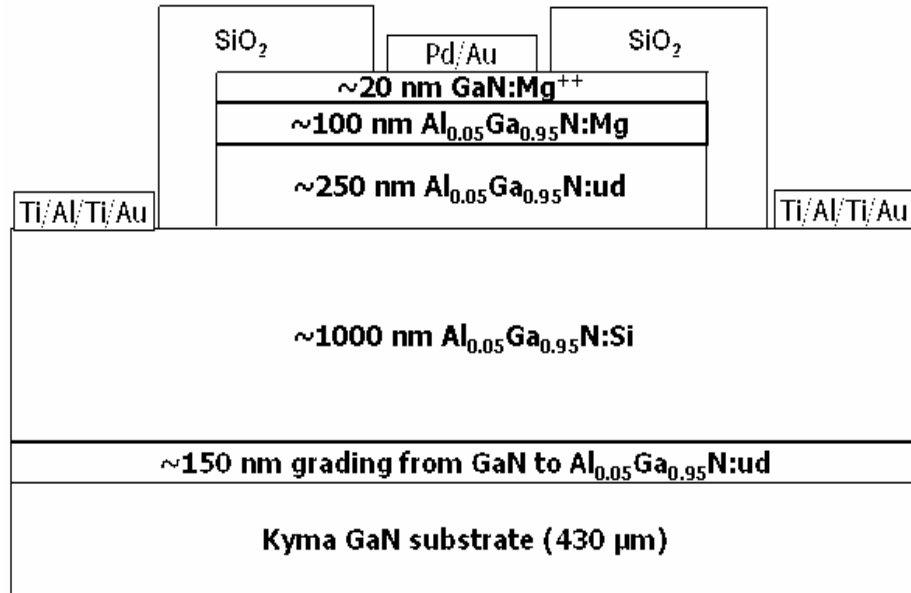 SiO₂
SiO₂
Pd/Au
~20 nm GaN:Mg⁺⁺
~100 nm Al₀.₀₅Ga₀.₉₅N:Mg
~250 nm Al₀.₀₅Ga₀.₉₅N:ud
Ti/Al/Ti/Au
Ti/Al/Ti/Au
~1000 nm Al₀.₀₅Ga₀.₉₅N:Si
~150 nm grading from GaN to Al₀.₀₅Ga₀.₉₅N:ud
Kyma GaN substrate (430 µm)